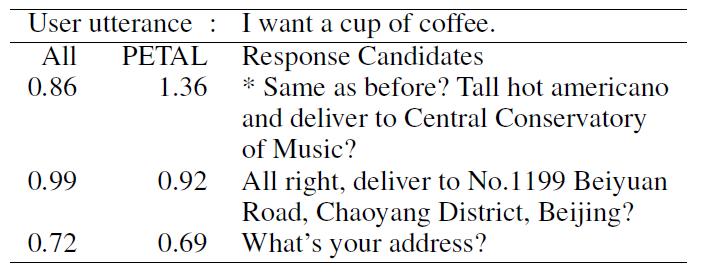 User utterance : I want a cup of coffee.
All PETAL Response Candidates
0.86 1.36 * Same as before? Tall hot americano
and deliver to Central Conservatory
of Music?
0.99 0.92 All right, deliver to No.1199 Beiyuan
Road, Chaoyang District, Beijing?
0.72 0.69 What's your address?